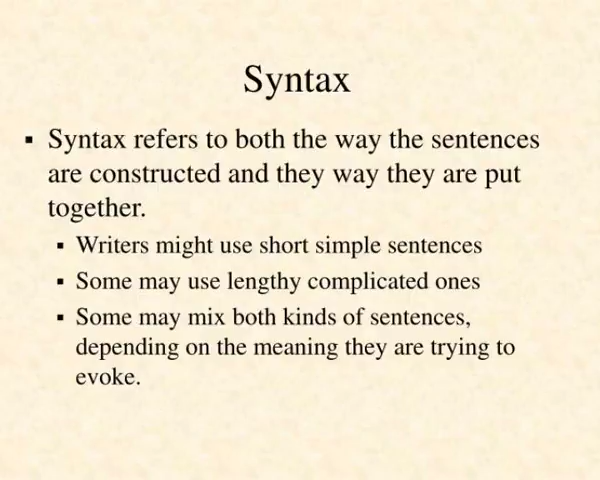 Syntax
▪ Syntax refers to both the way the sentences
are constructed and they way they are put
together.
▪ Writers might use short simple sentences
▪ Some may use lengthy complicated ones
▪ Some may mix both kinds of sentences,
depending on the meaning they are trying to
evoke.